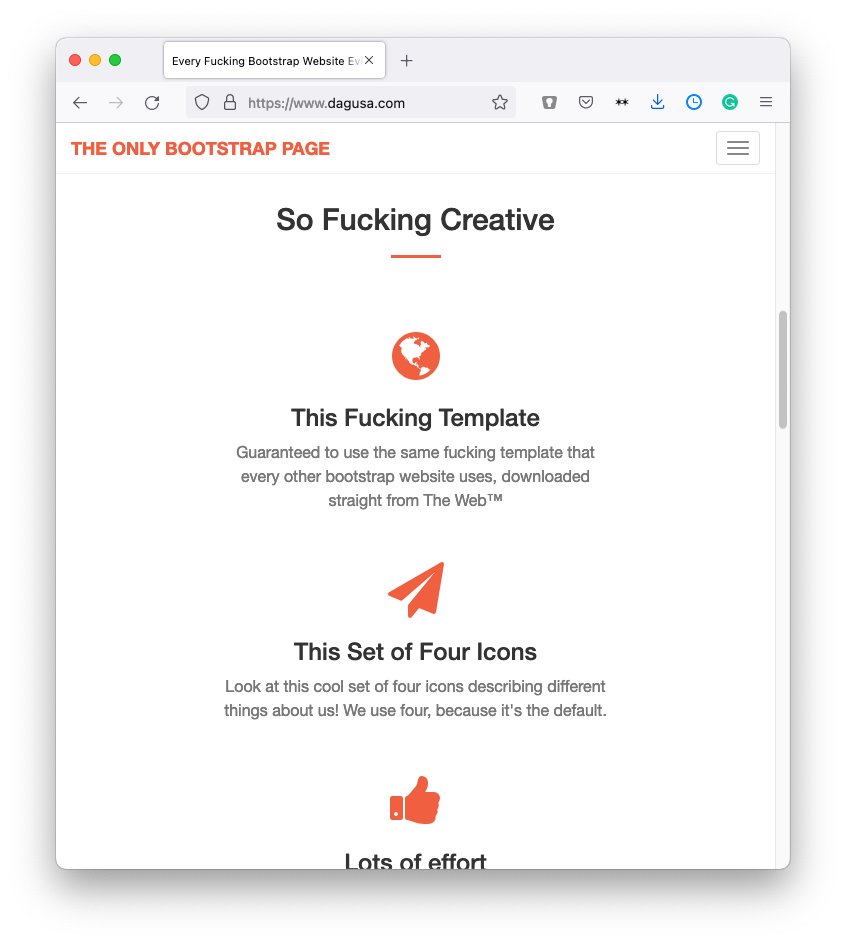 Every Fucking Bootstrap Website Ev
https://www.dagusa.com
THE ONLY BOOTSTRAP PAGE
So Fucking Creative
This Fucking Template
Guaranteed to use the same fucking template that
every other bootstrap website uses, downloaded
straight from The Web™
This Set of Four Icons
Look at this cool set of four icons describing different
things about us! We use four, because it's the default.
Lots of effort